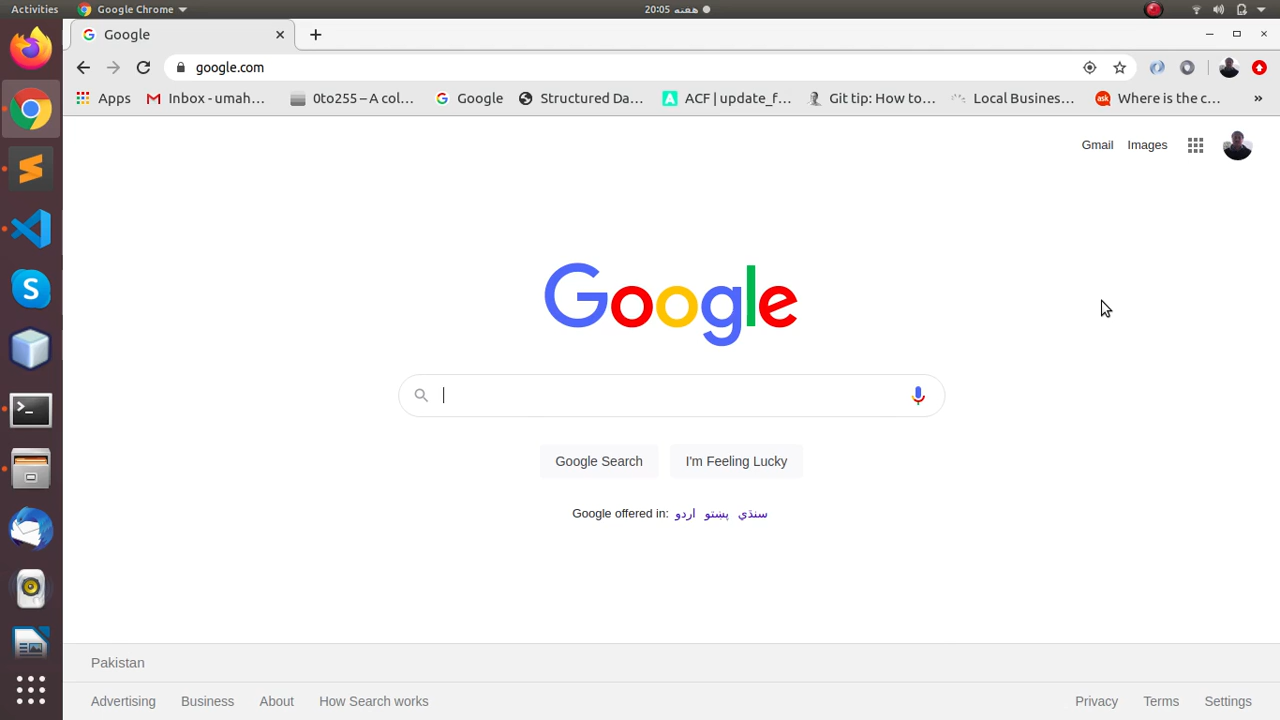 Activities Google Chrome هفته 20:05
Google
google.com
Apps Inbox - umah... 0to255 – A col... Google Structured Da... ACF | update_f... Git tip: How to... Local Busines... ask Where is the c... »
Gmail Images
Google
Google Search I'm Feeling Lucky
Google offered in: اردو پښتو سنڌي
Pakistan
Advertising Business About How Search works Privacy Terms Settings